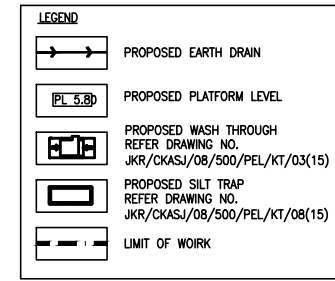 LEGEND
PROPOSED EARTH DRAIN
PL 5.80 PROPOSED PLATFORM LEVEL
PROPOSED WASH THROUGH
REFER DRAWING NO.
JKR/CKASJ/08/500/PEL/KT/03(15)
PROPOSED SILT TRAP
REFER DRAWING NO.
JKR/CKASJ/08/500/PEL/KT/08(15)
LIMIT OF WOIRK